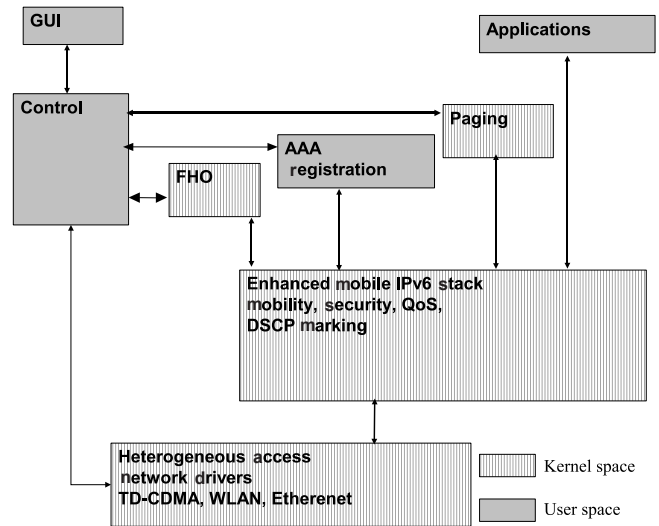 GUI
Applications
Control
Paging
AAA
registration
FHO
Enhanced mobile IPv6 stack
mobility, security, QoS,
DSCP marking
Heterogeneous access
network drivers
TD-CDMA, WLAN, Etherenet
Kernel space
User space